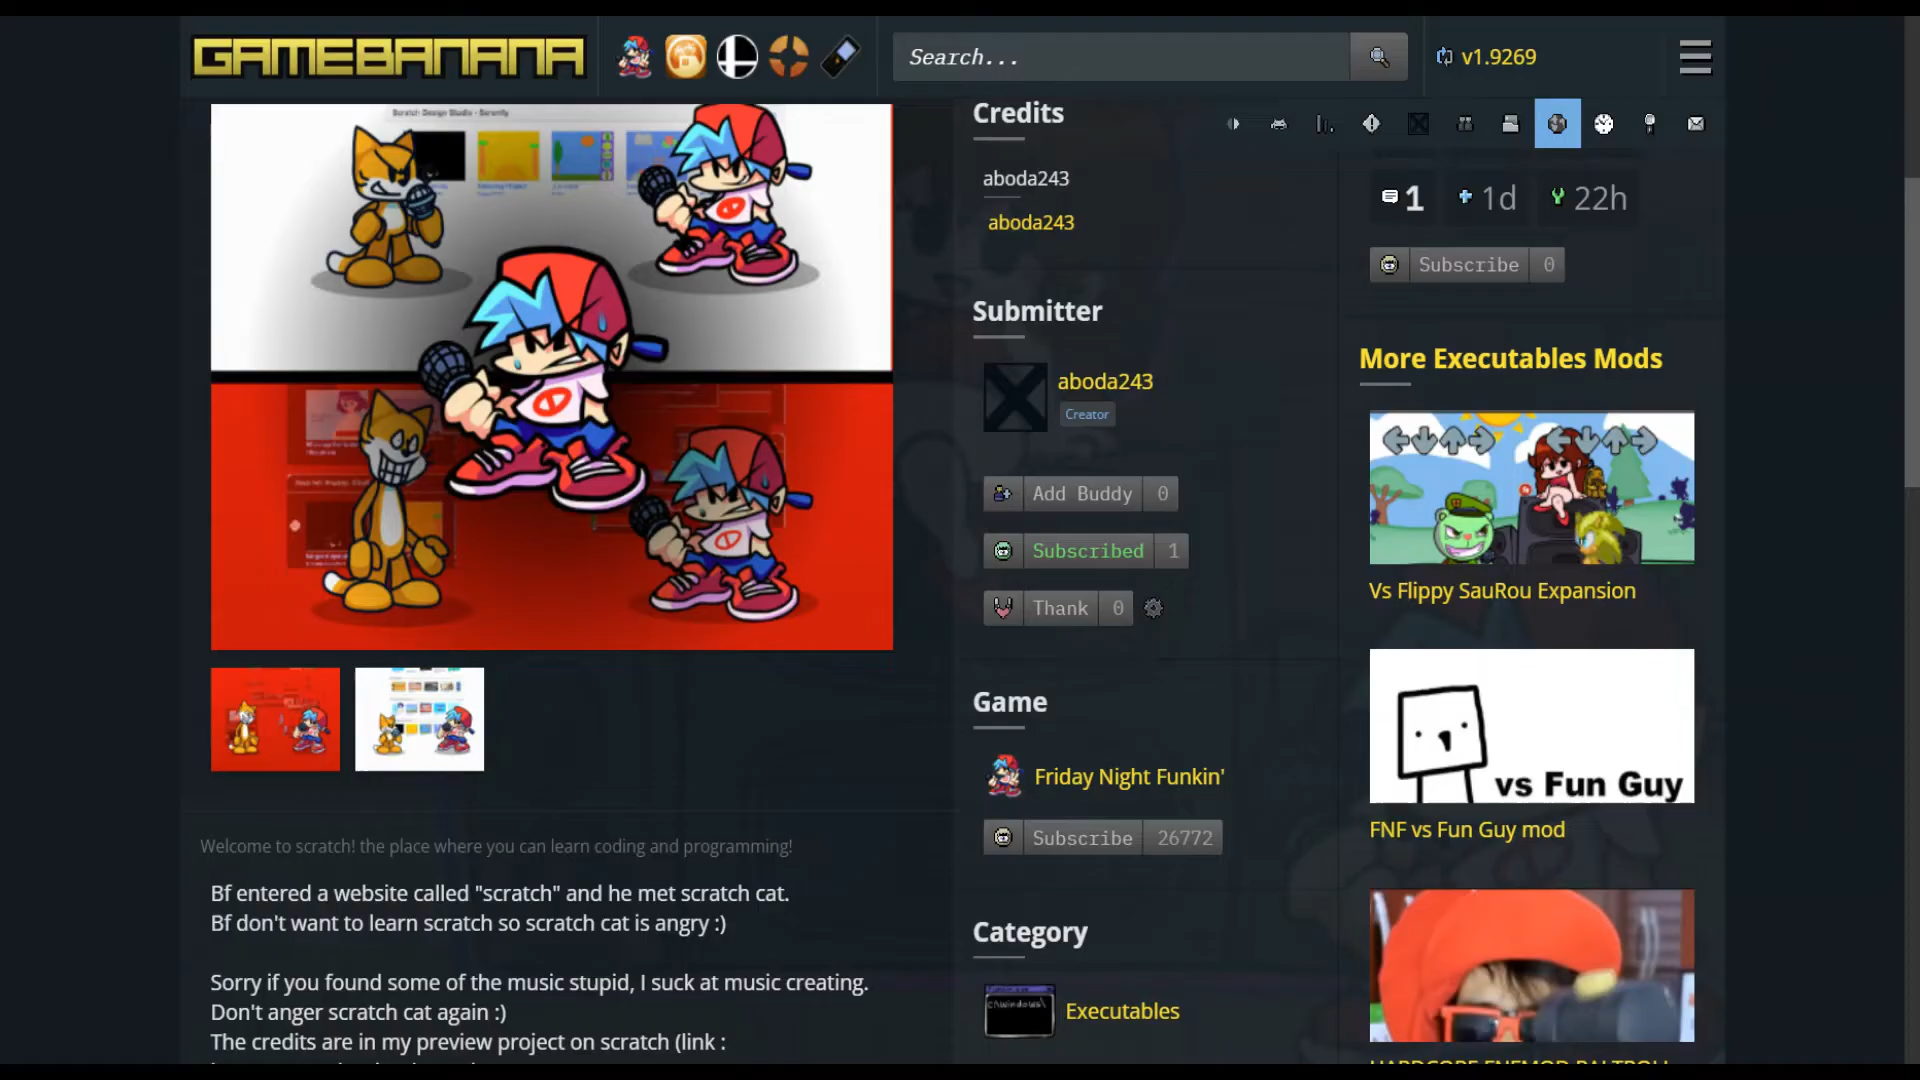 GAMEBANANA
Search...
v1.9269
Scratch Design Studio - Serenity
Credits
aboda243
aboda243
1
1d
22h
Subscribe 0
Submitter
aboda243
Creator
Add Buddy 0
Subscribed 1
Thank 0
More Executables Mods
Vs Flippy SauRou Expansion
vs Fun Guy
FNF vs Fun Guy mod
Game
Friday Night Funkin'
Subscribe 26772
Category
Executables
Welcome to scratch! the place where you can learn coding and programming!
Bf entered a website called "scratch" and he met scratch cat.
Bf don't want to learn scratch so scratch cat is angry :)
Sorry if you found some of the music stupid, I suck at music creating.
Don't anger scratch cat again :)
The credits are in my preview project on scratch (link :